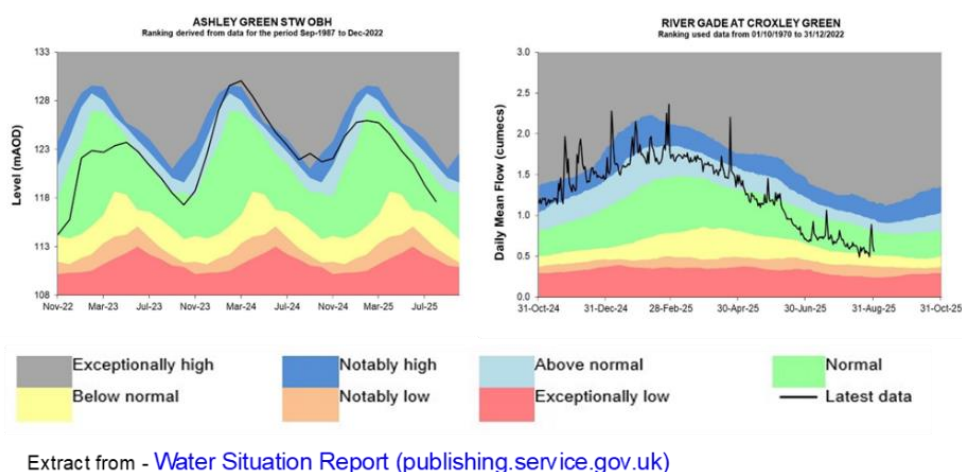 ASHLEY GREEN STW OBH
Ranking derived from data for the period Sep-1987 to Dec-2022
133
128
123
118
113
108
Level (mAOD)
Nov-22
Mar-23
Jul-23
Nov-23
Mar-24
Jul-24
Nov-24
Mar-25
Jul-25
RIVER GADE AT CROXLEY GREEN
Ranking used data from 01/10/1970 to 31/12/2022
3.0
2.5
2.0
1.5
1.0
0.5
0.0
Daily Mean Flow (cumecs)
31-Oct-24
31-Dec-24
28-Feb-25
30-Apr-25
30-Jun-25
31-Aug-25
31-Oct-25
Exceptionally high
Notably high
Above normal
Normal
Below normal
Notably low
Exceptionally low
Latest data
Extract from - Water Situation Report (publishing.service.gov.uk)